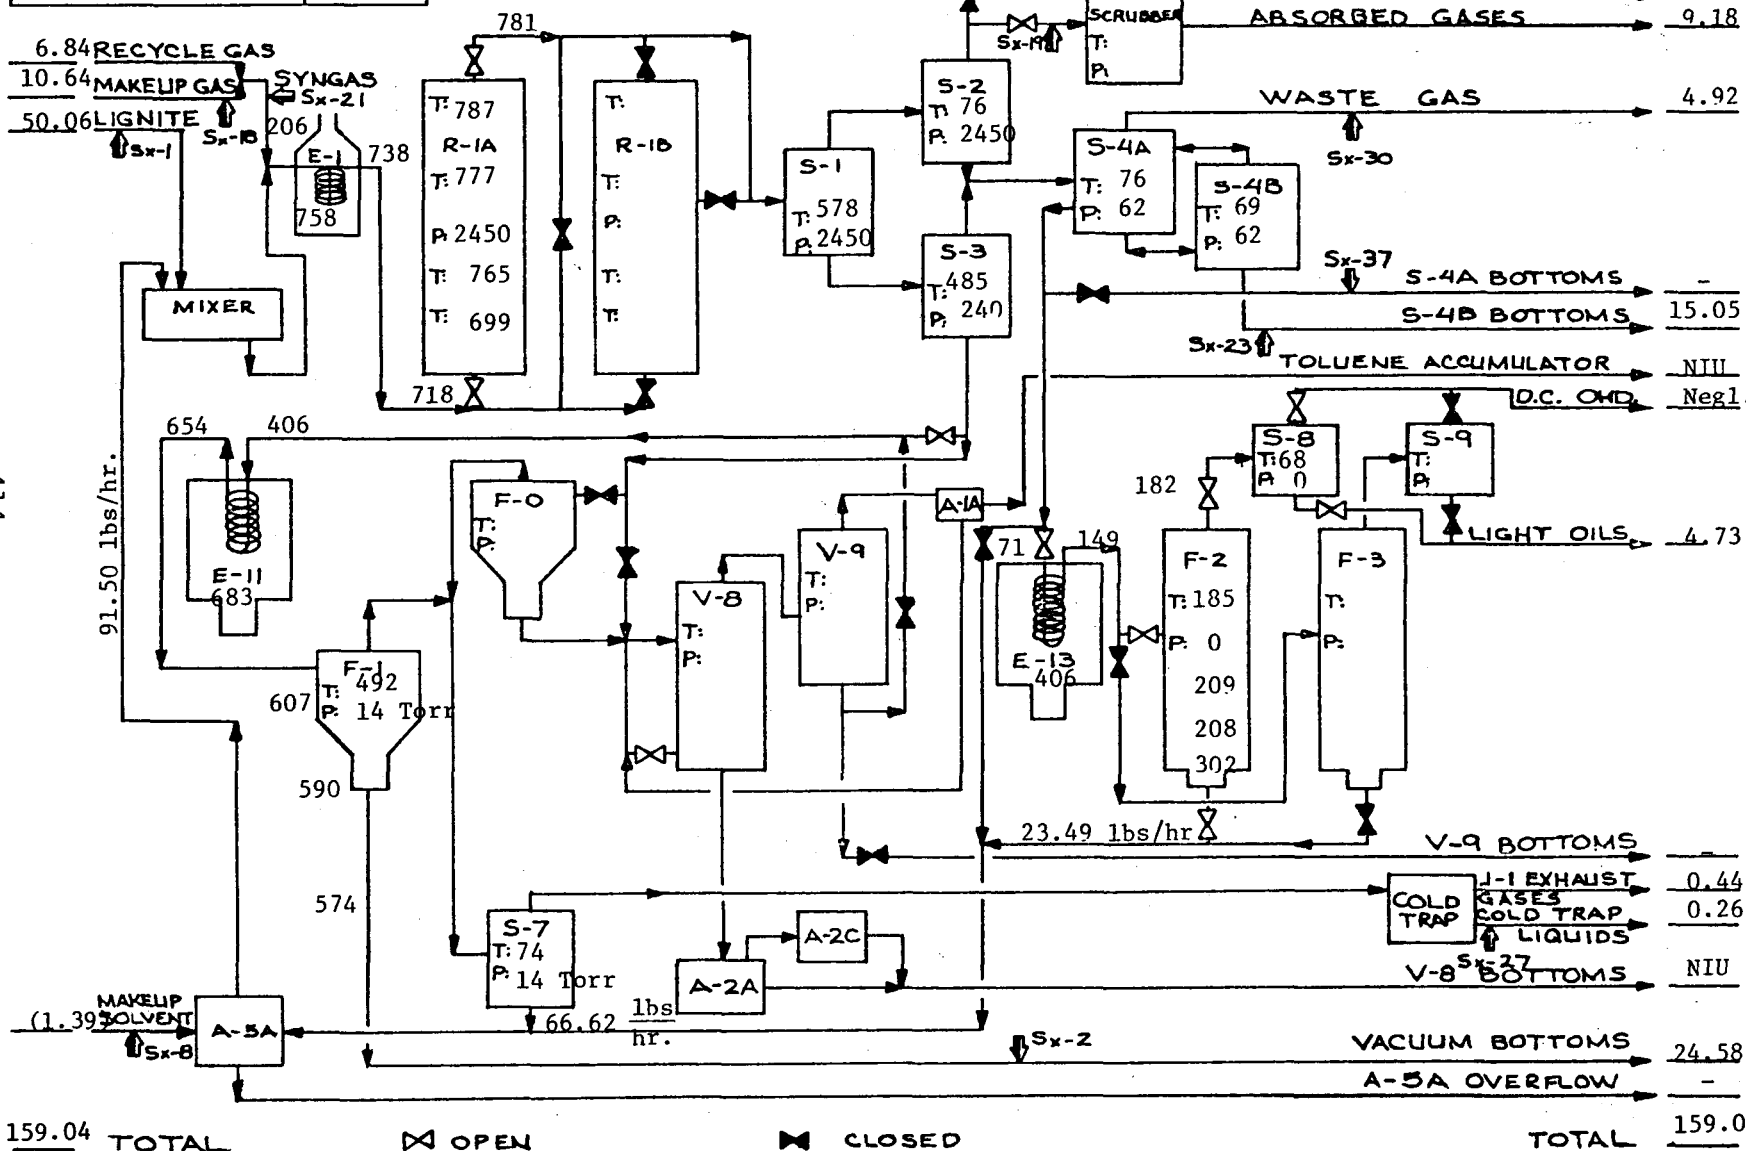 781
SCRUBBER
T:
P:
ABSORBED GASES 9.18
Sx-19
6.84 RECYCLE GAS
10.64 MAKEUP GAS
SYNGAS
Sx-21
Sx-18
50.06 LIGNITE
Sx-1
206
E-1
738
758
T: 787
R-1A
T: 777
P: 2450
T: 765
T: 699
718
T:
R-1B
T:
P:
T:
T:
S-1
T: 578
P: 2450
S-2
T: 76
P: 2450
S-3
T: 485
P: 240
WASTE GAS 4.92
Sx-30
S-4A
T: 76
P: 62
S-4B
T: 69
P: 62
Sx-37
S-4A BOTTOMS -
S-4B BOTTOMS 15.05
Sx-23
TOLUENE ACCUMULATOR NIU
D.C. OHD. Negl.
MIXER
654
406
91.50 lbs/hr.
E-11
683
F-0
T:
P:
A-1A
V-9
T:
P:
V-8
T:
P:
71
149
E-13
406
182
S-8
T: 68
P: 0
S-9
T:
P:
LIGHT OILS 4.73
F-2
T: 185
P: 0
209
208
302
F-3
T:
P:
F-1
T: 492
P: 14 Torr
607
590
574
23.49 lbs/hr
V-9 BOTTOMS -
COLD
TRAP
J-1 EXHAUST
GASES
0.44
COLD TRAP
LIQUIDS
0.26
Sx-27
V-8 BOTTOMS NIU
S-7
T: 74
P: 14 Torr
A-2C
A-2A
66.62 lbs
hr.
MAKEUP
SOLVENT
(1.39)
Sx-8
A-5A
Sx-2
VACUUM BOTTOMS 24.58
A-5A OVERFLOW -
159.04 TOTAL
OPEN
CLOSED
TOTAL 159.0